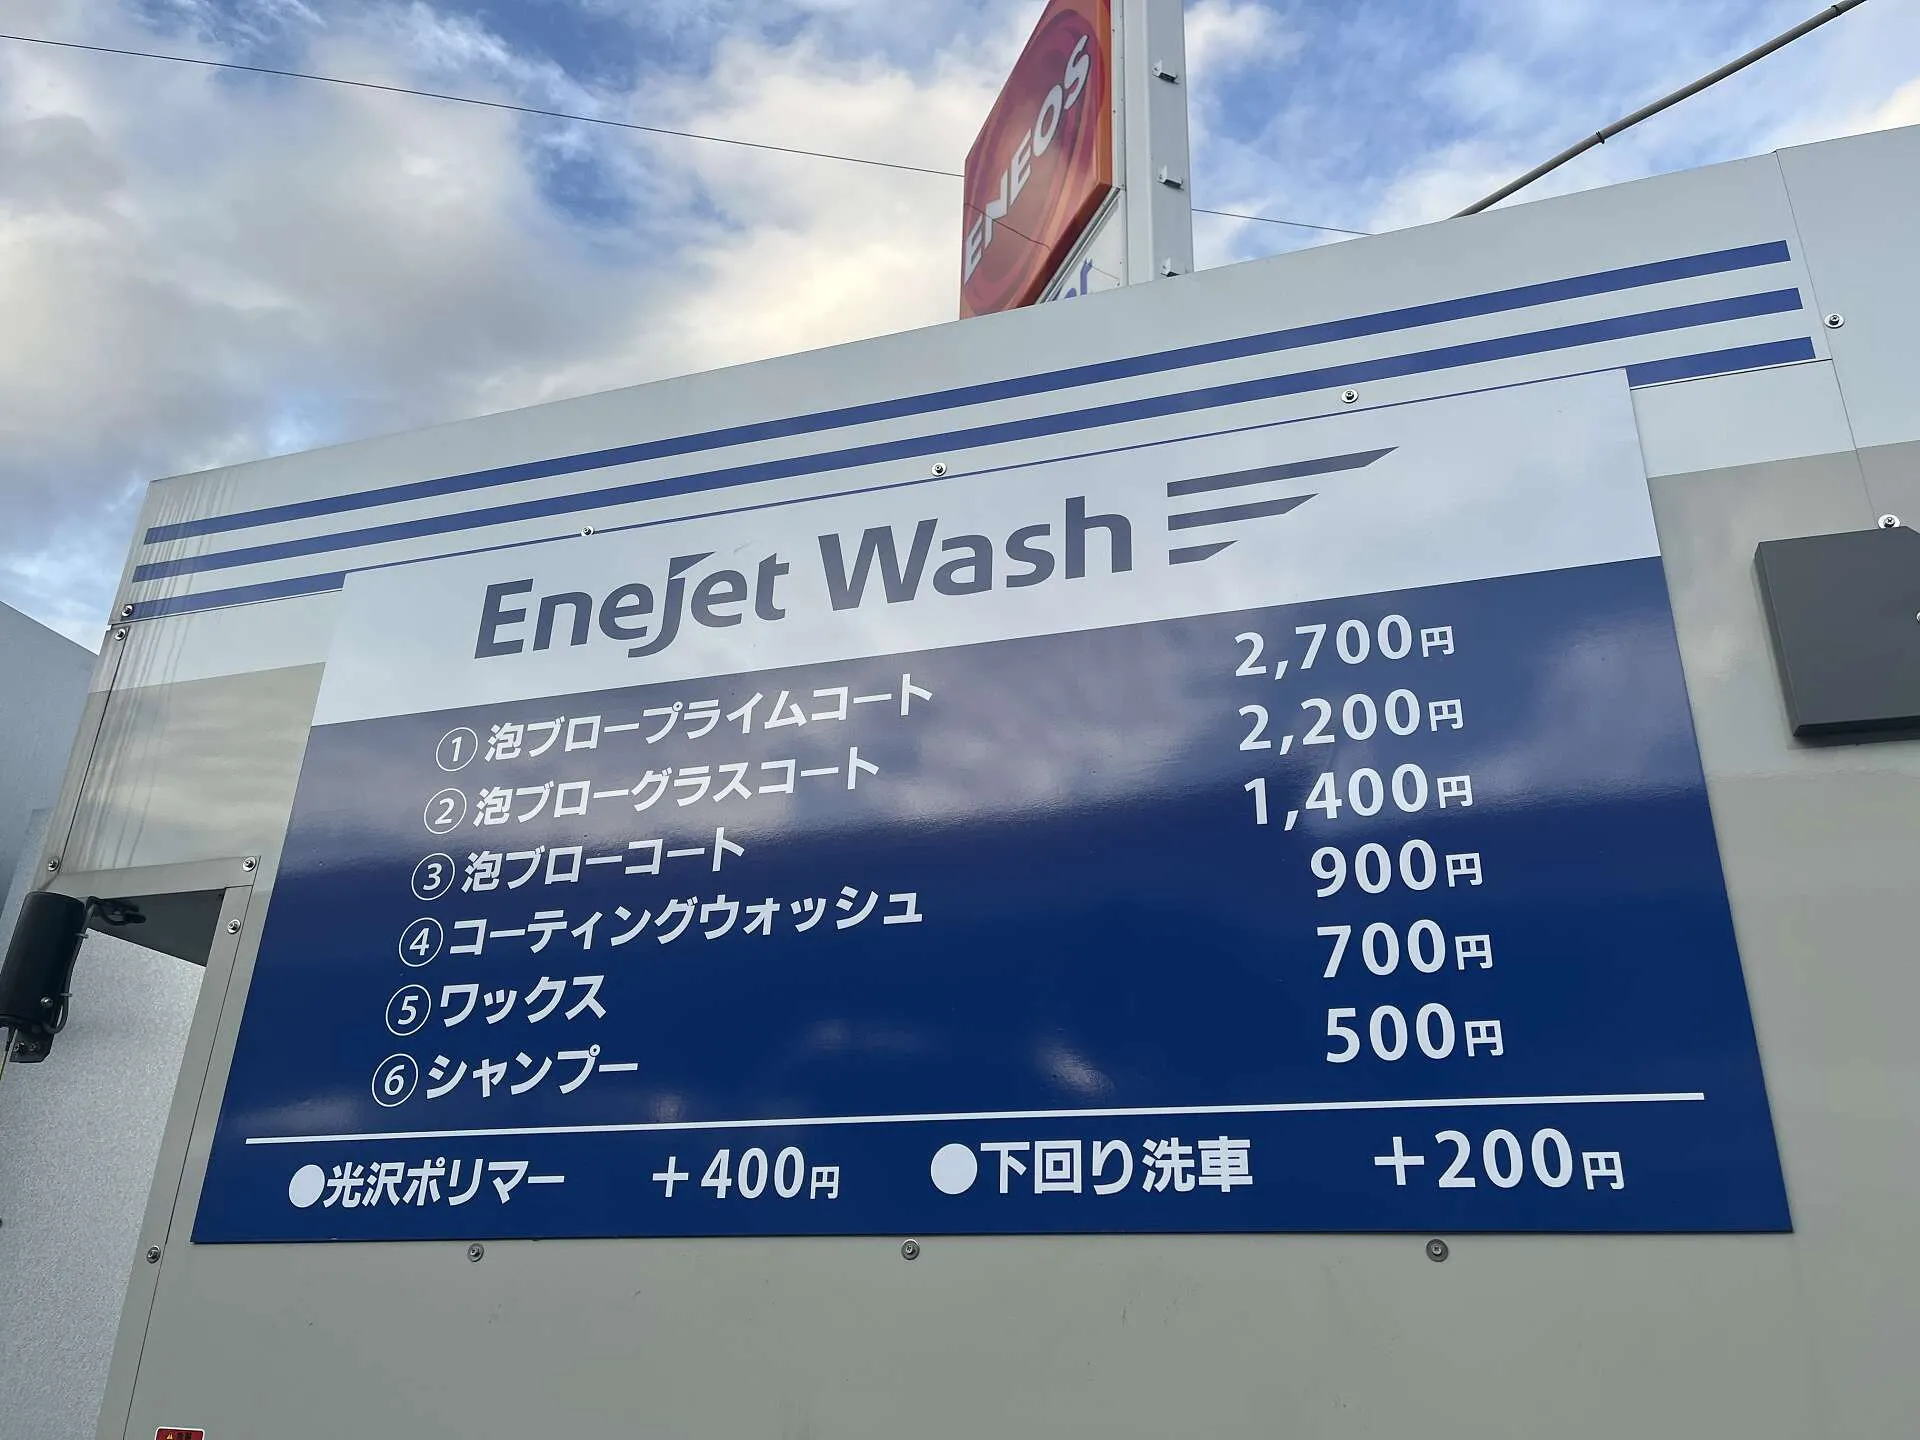 ENEOS
EneJet Wash
① 泡ブロープライムコート 2,700円
② 泡ブローグラスコート 2,200円
③ 泡ブローコート 1,400円
④ コーティングウォッシュ 900円
⑤ ワックス 700円
⑥ シャンプー 500円
●光沢ポリマー +400円 ●下回り洗車 +200円